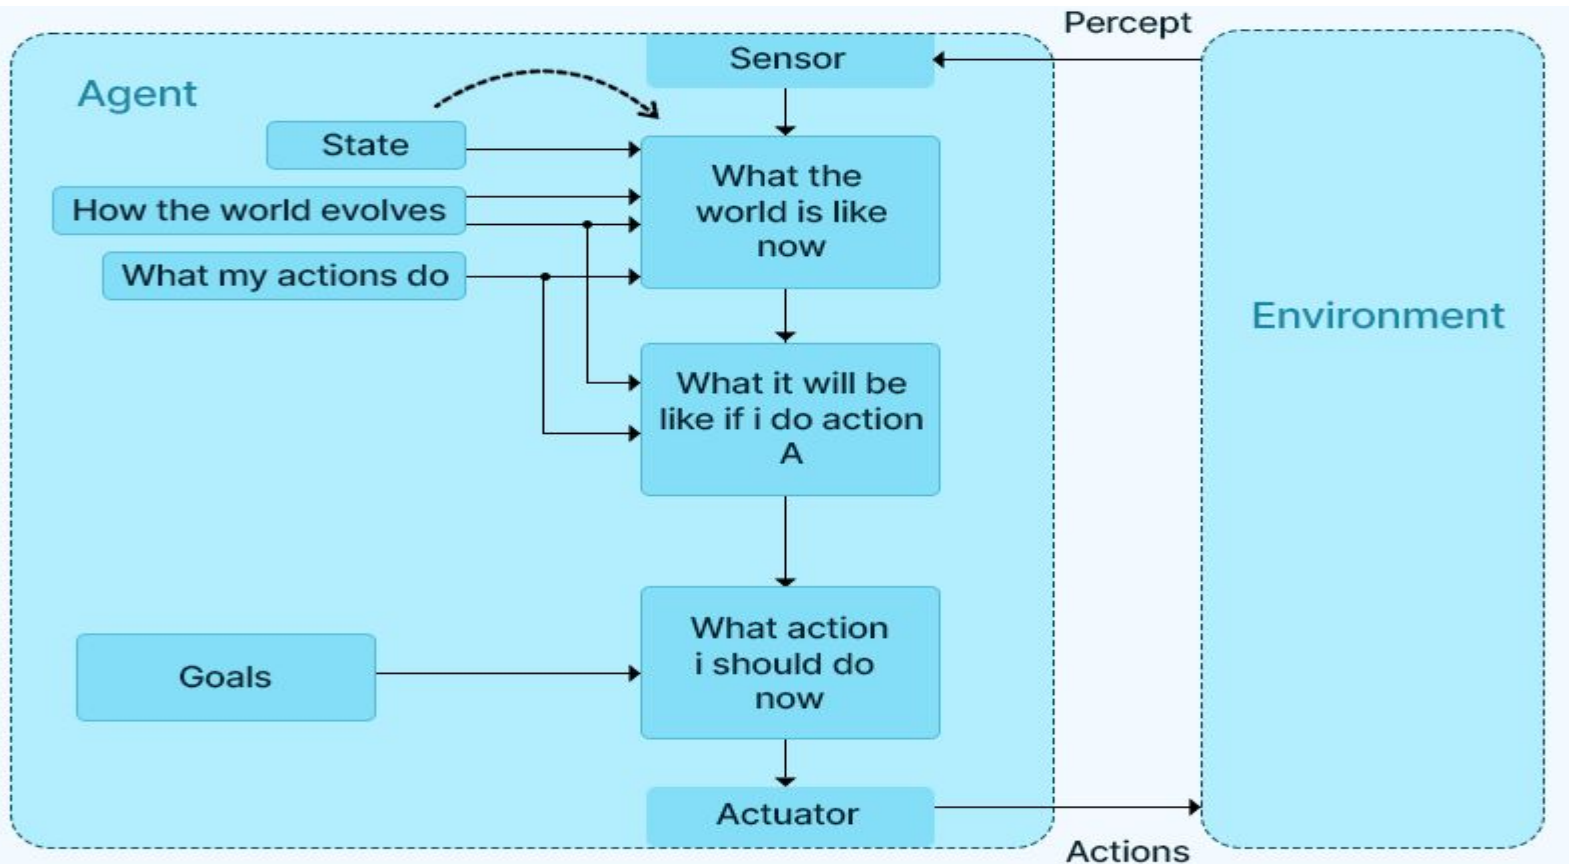 Percept
Sensor
Agent
State
What the
world is like
now
How the world evolves
What my actions do
Environment
What it will be
like if i do action
A
What action
i should do
now
Goals
Actuator
Actions